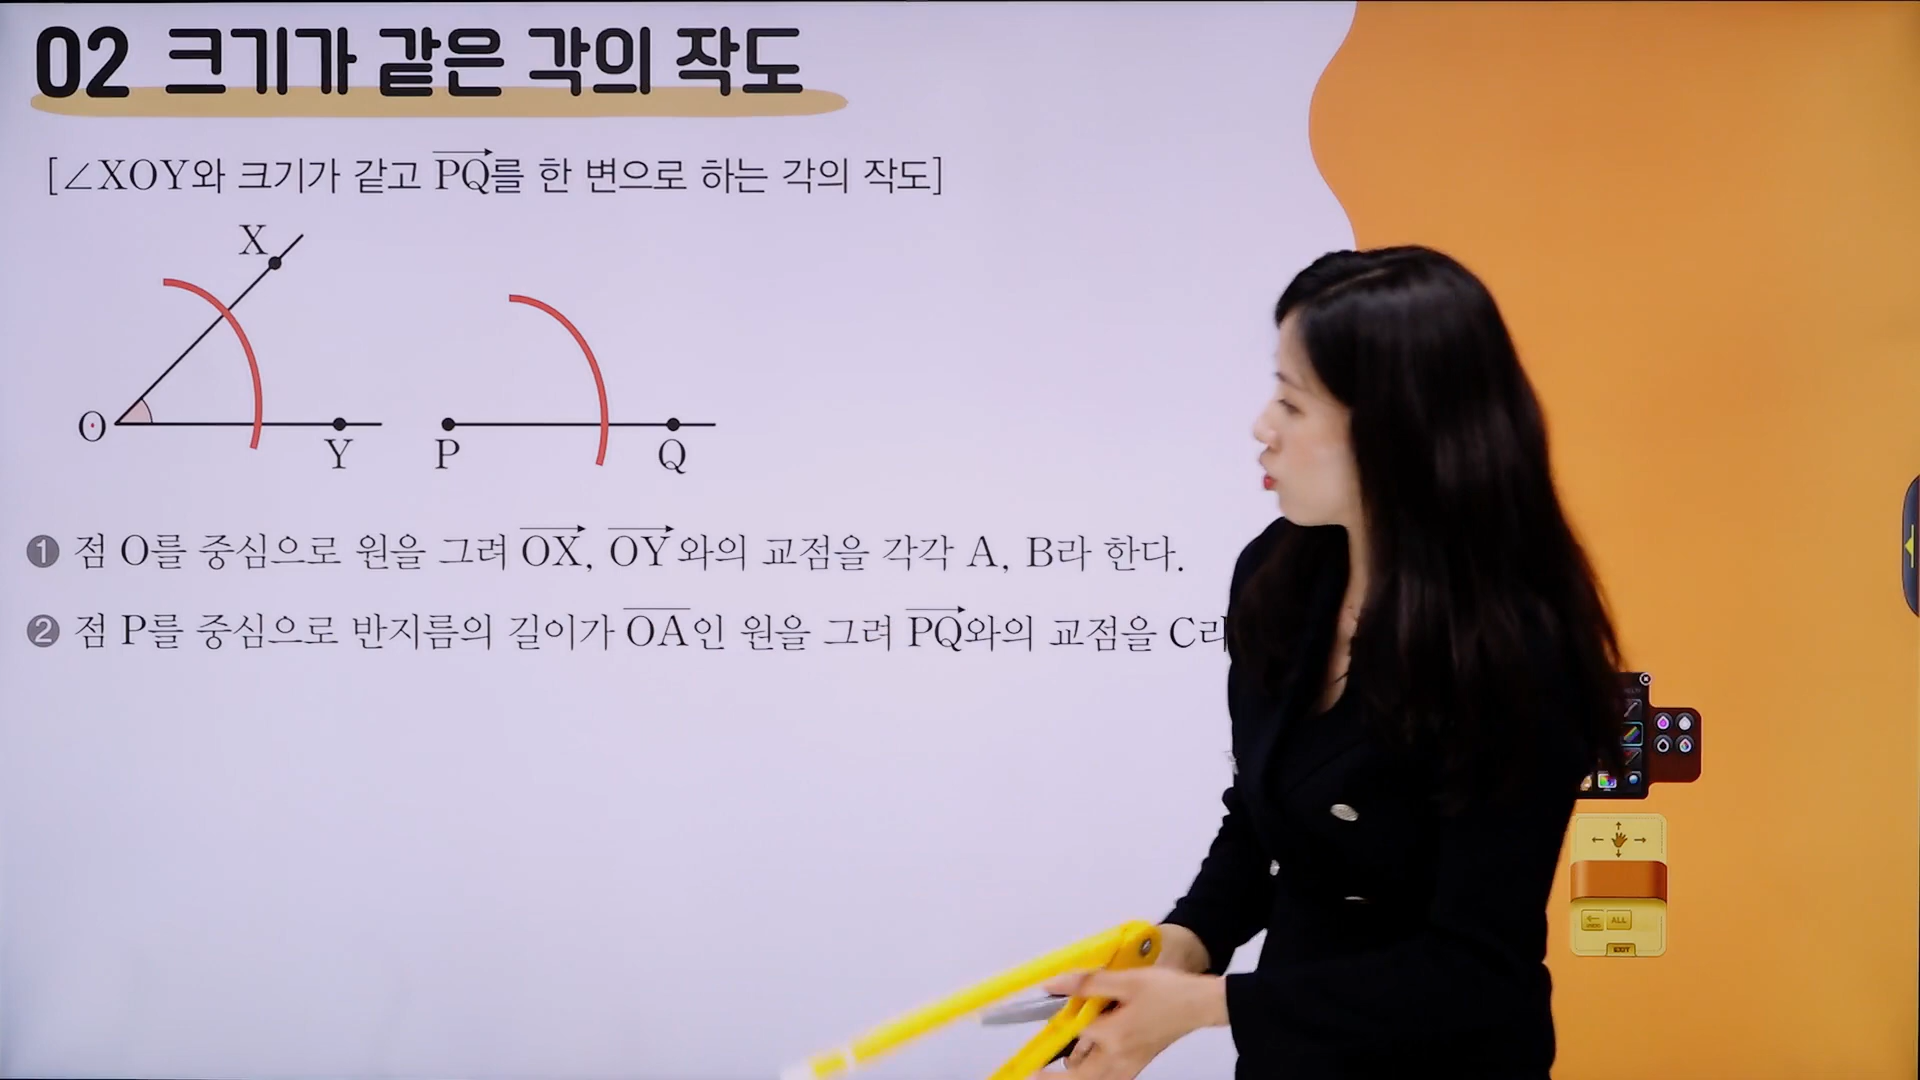 02 크기가 같은 각의 작도
[∠XOY와 크기가 같고 PQ를 한 변으로 하는 각의 작도]
X
O
Y
P
Q
1 점 O를 중심으로 원을 그려 OX, OY와의 교점을 각각 A, B라 한다.
2 점 P를 중심으로 반지름의 길이가 OA인 원을 그려 PQ와의 교점을 C라
ALL
EXIT